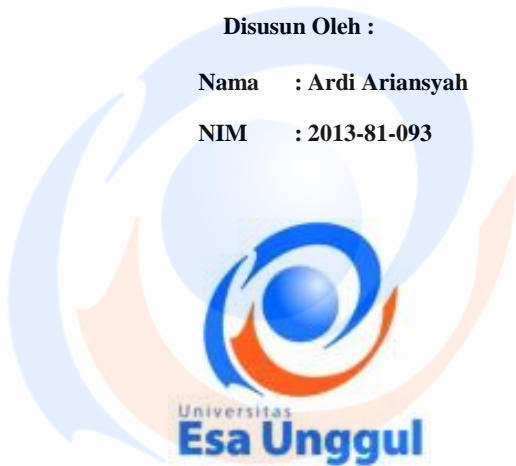 Disusun Oleh :
Nama : Ardi Ariansyah
NIM : 2013-81-093
Universitas
Esa Unggul